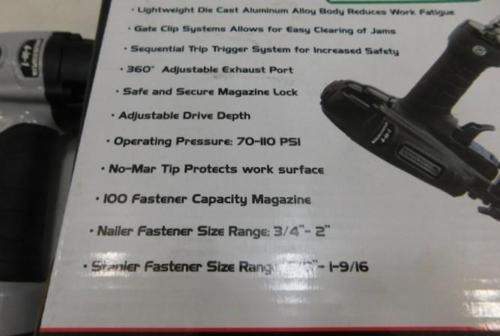 · Lightweight Die Cast Aluminum Alloy Body Reduces Work Fatigue
· Gate Clip Systems Allows for Easy Clearing of Jams
· Sequential Trip Trigger System for Increased Safety
· 360° Adjustable Exhaust Port
· Safe and Secure Magazine Lock
· Adjustable Drive Depth
· Operating Pressure: 70-110 PSI
· No-Mar Tip Protects work surface
· 100 Fastener Capacity Magazine
· Nailer Fastener Size Range: 3/4"- 2"
· Stapler Fastener Size - 1-9/16